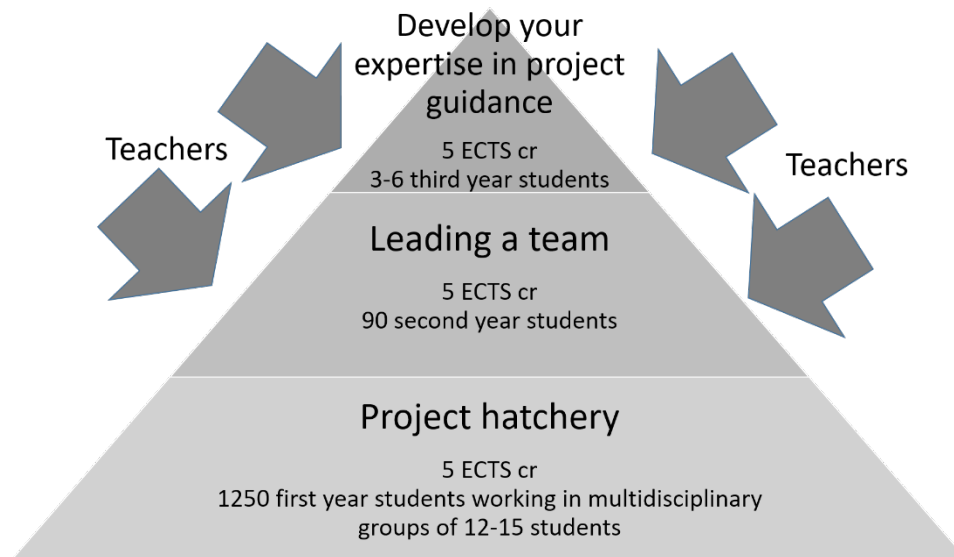 Develop your
expertise in project
guidance
5 ECTS cr
3-6 third year students
Teachers
Teachers
Leading a team
5 ECTS cr
90 second year students
Project hatchery
5 ECTS cr
1250 first year students working in multidisciplinary
groups of 12-15 students